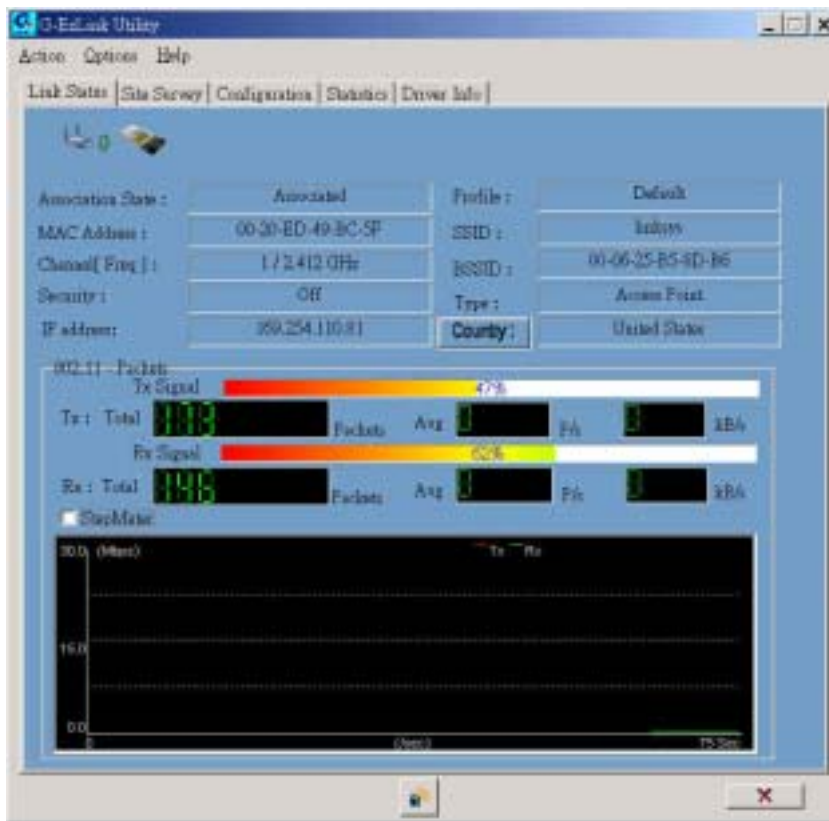 G-EzLink Utility
Action Options Help
Link Status Site Survey Configuration Statistics Driver Info
0
Association State : Associated Profile : Default
MAC Address : 00-20-ED-49-BC-5F SSID : linksys
Channel[ Freq ] : 1 / 2.412 GHz BSSID : 00-06-25-B5-6D-B6
Security : Off Type : Access Point
IP address: 169.254.110.81 Country : United States
802.11 - Packets
Tx Signal 47%
Tx : Total Packets Avg P/s kB/s
Rx Signal 62%
Rx : Total 146 Packets Avg P/s kB/s
StopMeter
30.0 (Mbps) Tx Rx
15.0
0.0
0 (/sec) 75 Sec